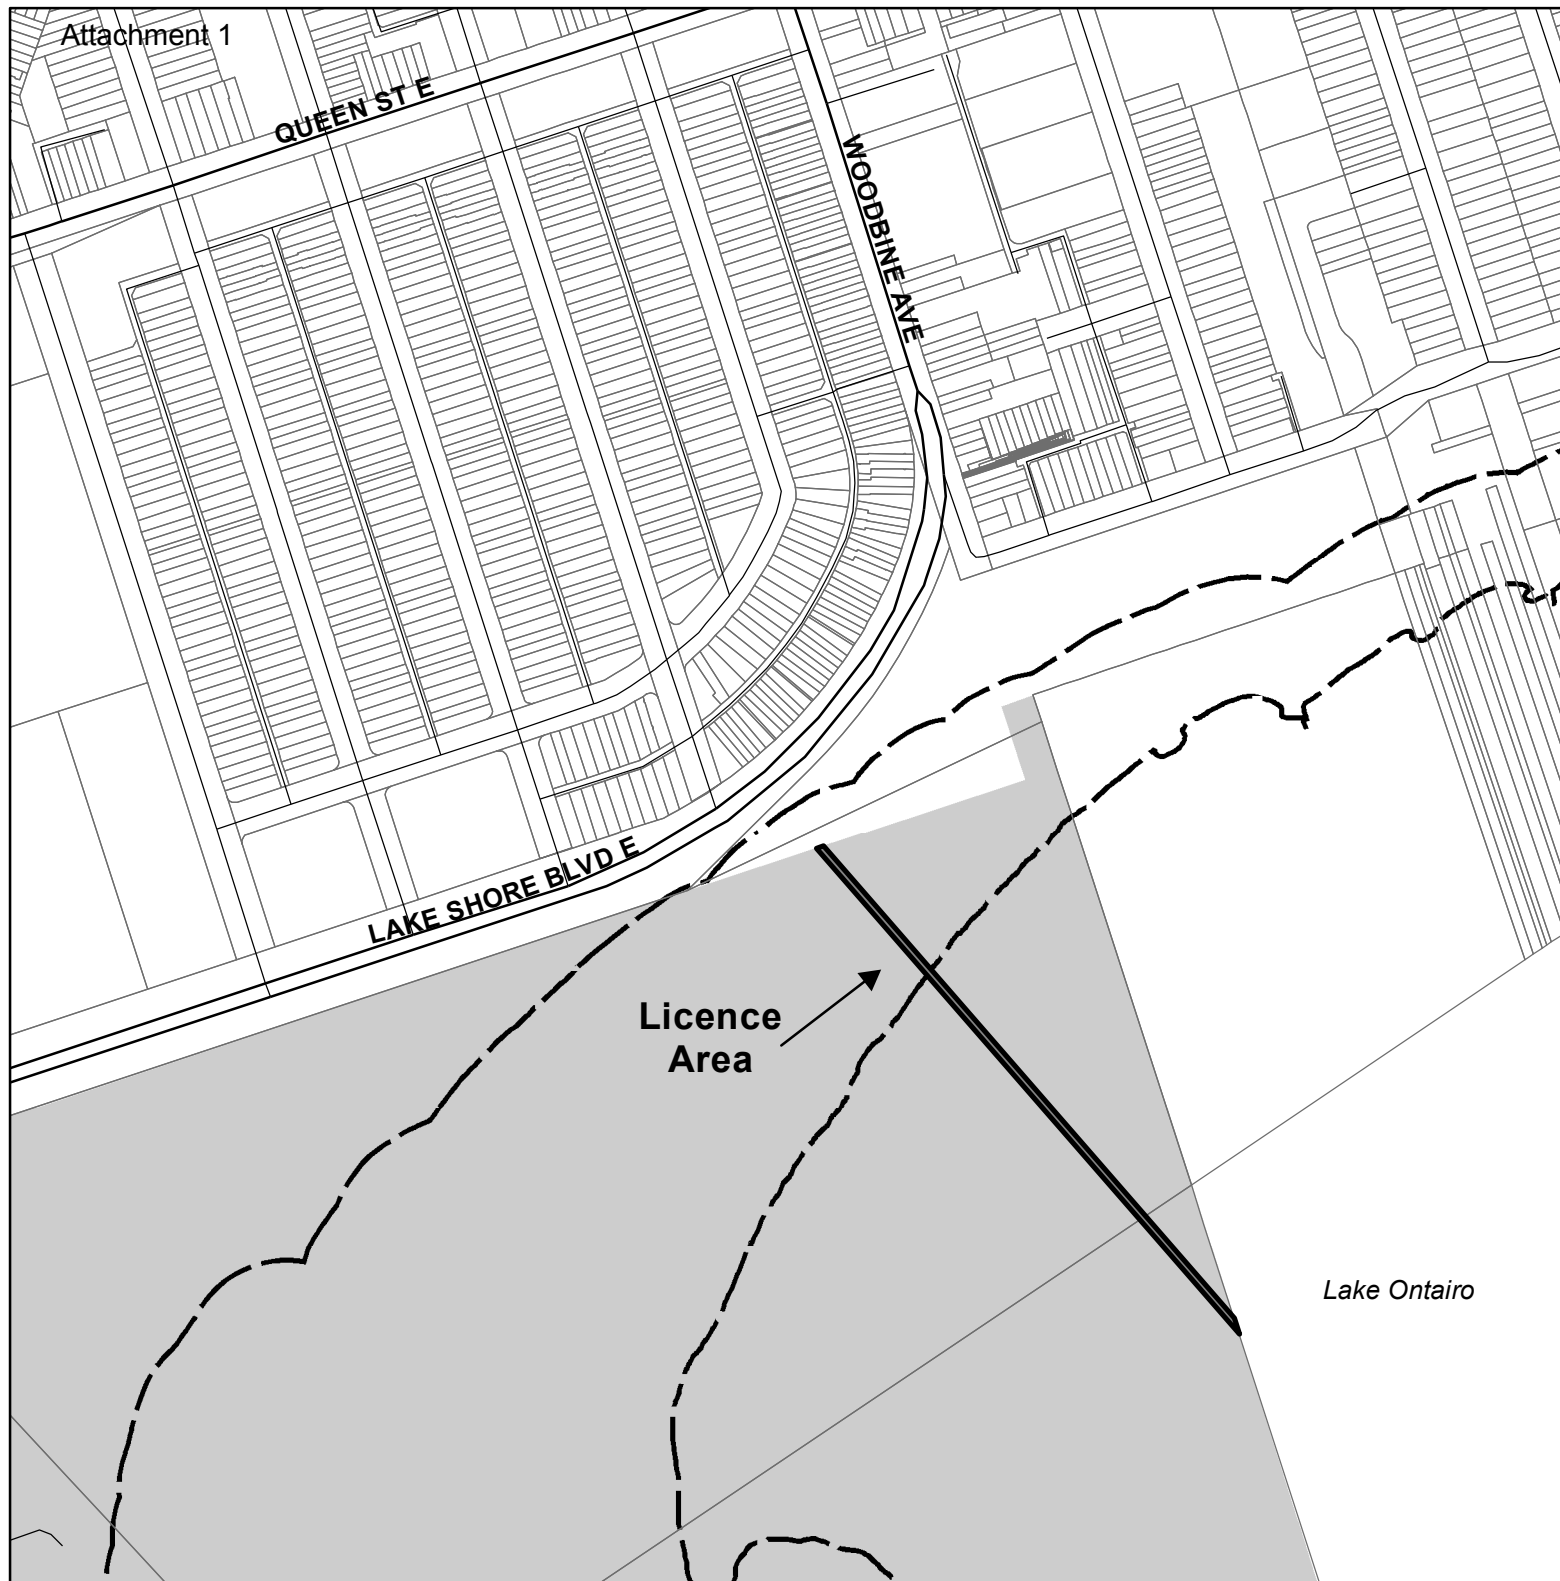 Attachment 1
QUEEN ST E
WOODBINE AVE
LAKE SHORE BLVD E
Licence
Area
Lake Ontairo